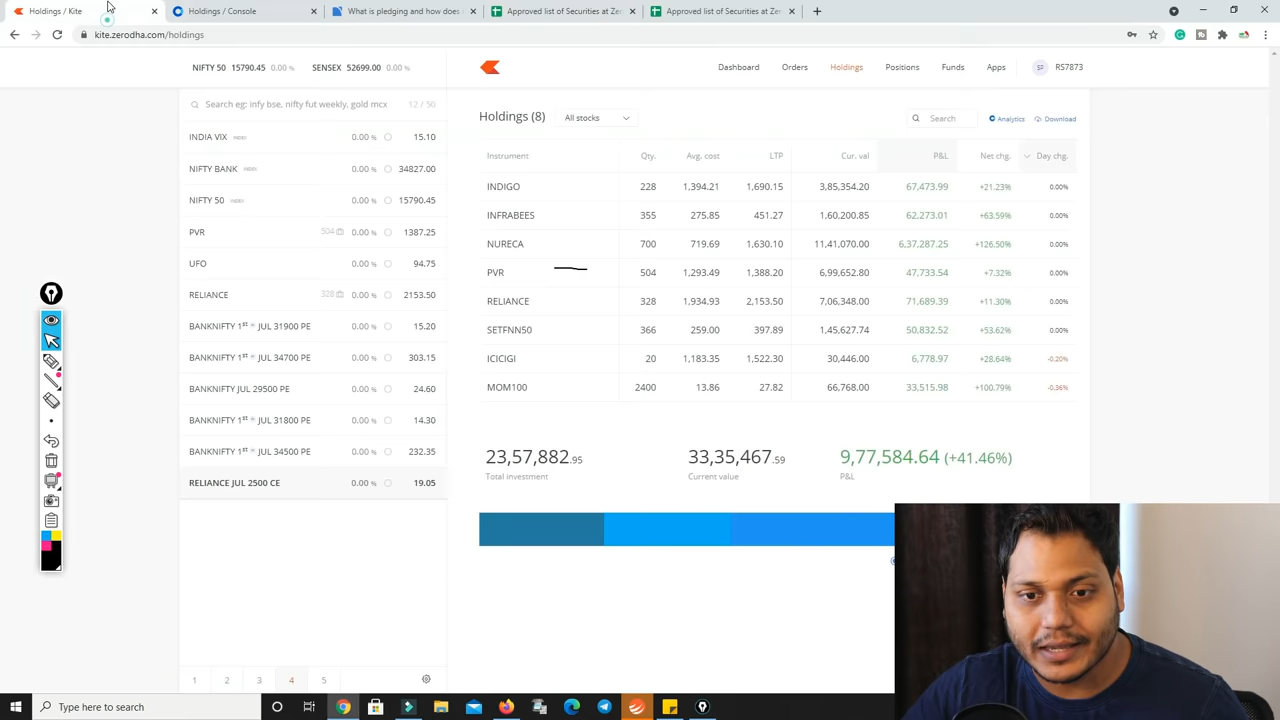 Holdings / Kite
Holdings / Console
What is pledging and how does
Approved list of Securities at Zer
Approved list of Securities at Zer
kite.zerodha.com/holdings
NIFTY 50 15790.45 0.00 % SENSEX 52699.00 0.00 %
Dashboard Orders Holdings Positions Funds Apps SP RS7873
Search eg: infy bse, nifty fut weekly, gold mcx 12 / 50
INDIA VIX INDEX 0.00 % 15.10
NIFTY BANK INDEX 0.00 % 34827.00
NIFTY 50 INDEX 0.00 % 15790.45
PVR 504 0.00 % 1387.25
UFO 0.00 % 94.75
RELIANCE 328 0.00 % 2153.50
BANKNIFTY 1st w JUL 31900 PE 0.00 % 15.20
BANKNIFTY 1st w JUL 34700 PE 0.00 % 303.15
BANKNIFTY JUL 29500 PE 0.00 % 24.60
BANKNIFTY 1st w JUL 31800 PE 0.00 % 14.30
BANKNIFTY 1st w JUL 34500 PE 0.00 % 232.35
RELIANCE JUL 2500 CE 0.00 % 19.05
1 2 3 4 5
Holdings (8) All stocks Search Analytics Download
Instrument Qty. Avg. cost LTP Cur. val P&L Net chg. Day chg.
INDIGO 228 1,394.21 1,690.15 3,85,354.20 67,473.99 +21.23% 0.00%
INFRABEES 355 275.85 451.27 1,60,200.85 62,273.01 +63.59% 0.00%
NURECA 700 719.69 1,630.10 11,41,070.00 6,37,287.25 +126.50% 0.00%
PVR 504 1,293.49 1,388.20 6,99,652.80 47,733.54 +7.32% 0.00%
RELIANCE 328 1,934.93 2,153.50 7,06,348.00 71,689.39 +11.30% 0.00%
SETFNN50 366 259.00 397.89 1,45,627.74 50,832.52 +53.62% 0.00%
ICICIGI 20 1,183.35 1,522.30 30,446.00 6,778.97 +28.64% -0.20%
MOM100 2400 13.86 27.82 66,768.00 33,515.98 +100.79% -0.36%
23,57,882.95 33,35,467.59 9,77,584.64 (+41.46%)
Total investment Current value P&L
Type here to search